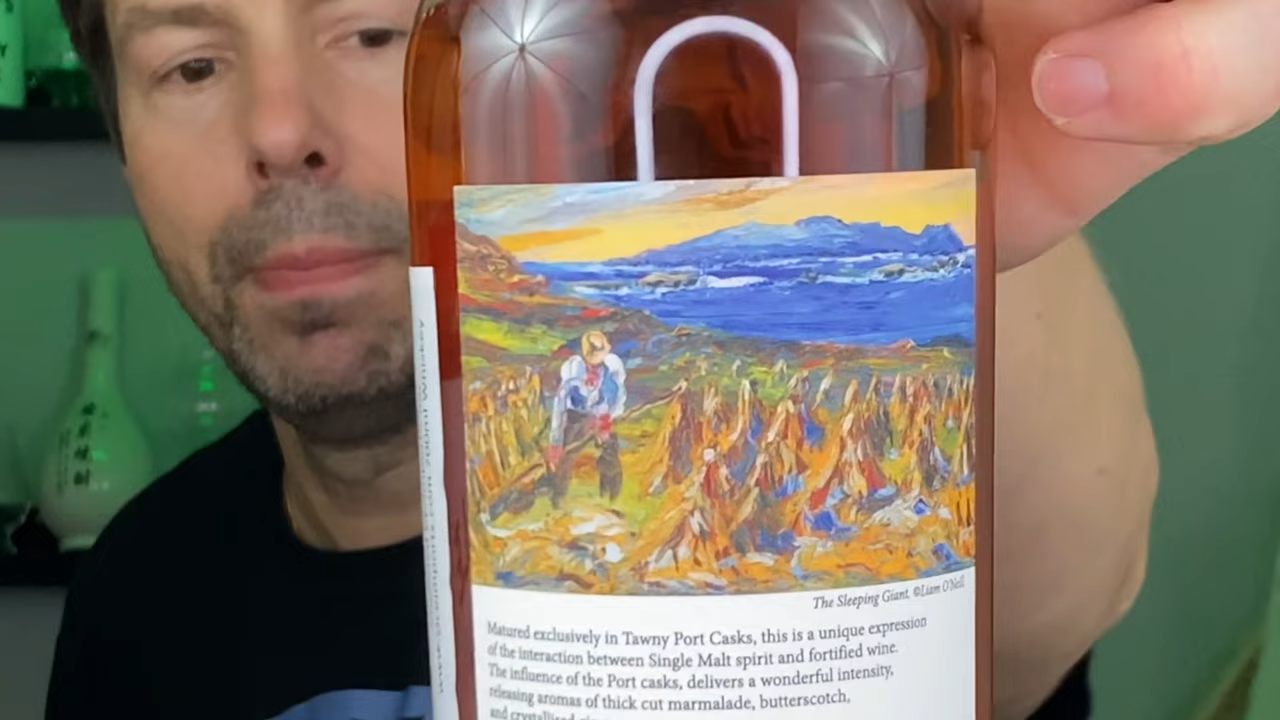 The Sleeping Giant. ©Liam O'Neill
Matured exclusively in Tawny Port Casks, this is a unique expression
of the interaction between Single Malt spirit and fortified wine.
The influence of the Port casks, delivers a wonderful intensity,
releasing aromas of thick cut marmalade, butterscotch,
and crystallised